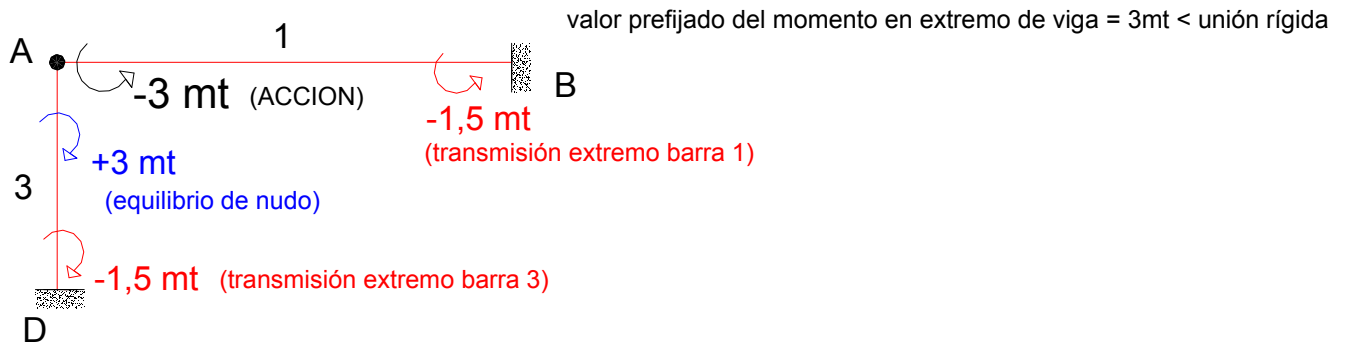 valor prefijado del momento en extremo de viga = 3mt < unión rígida
A
1
-3 mt (ACCION)
B
-1,5 mt
(transmisión extremo barra 1)
+3 mt
(equilibrio de nudo)
3
-1,5 mt (transmisión extremo barra 3)
D